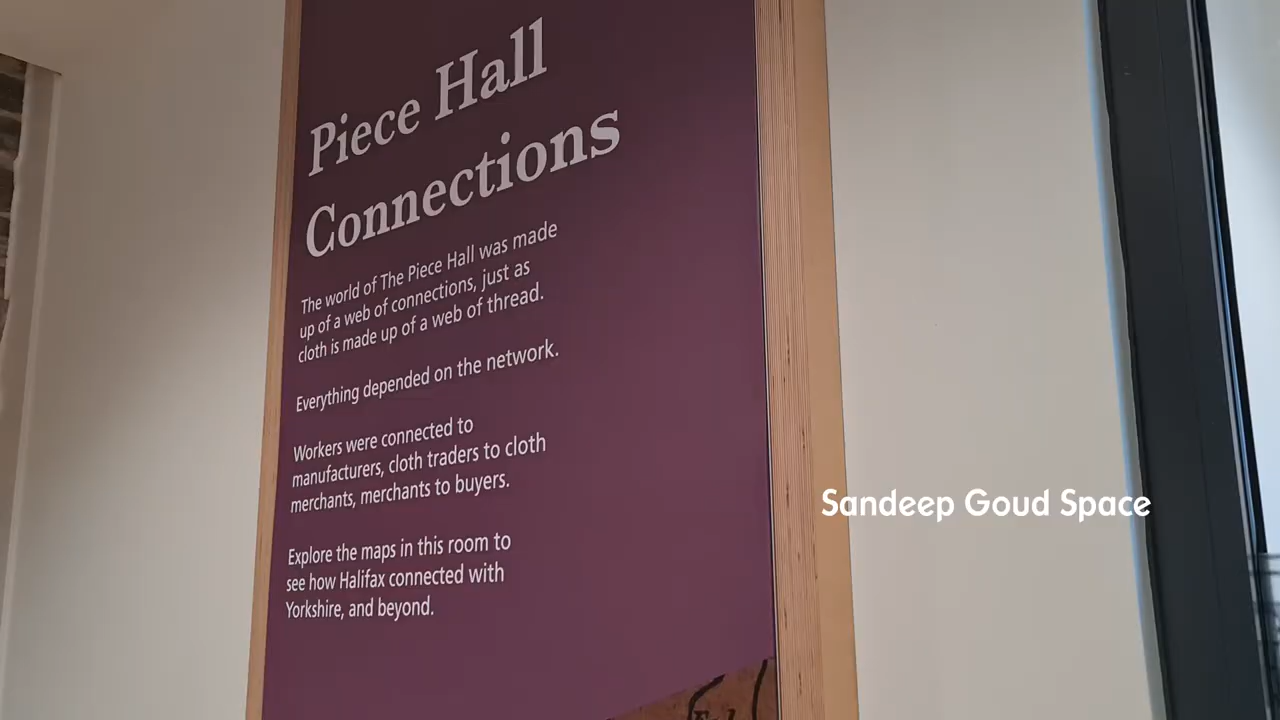 Piece Hall
Connections
The world of The Piece Hall was made
up of a web of connections, just as
cloth is made up of a web of thread.
Everything depended on the network.
Workers were connected to
manufacturers, cloth traders to cloth
merchants, merchants to buyers.
Explore the maps in this room to
see how Halifax connected with
Yorkshire, and beyond.
Sandeep Goud Space